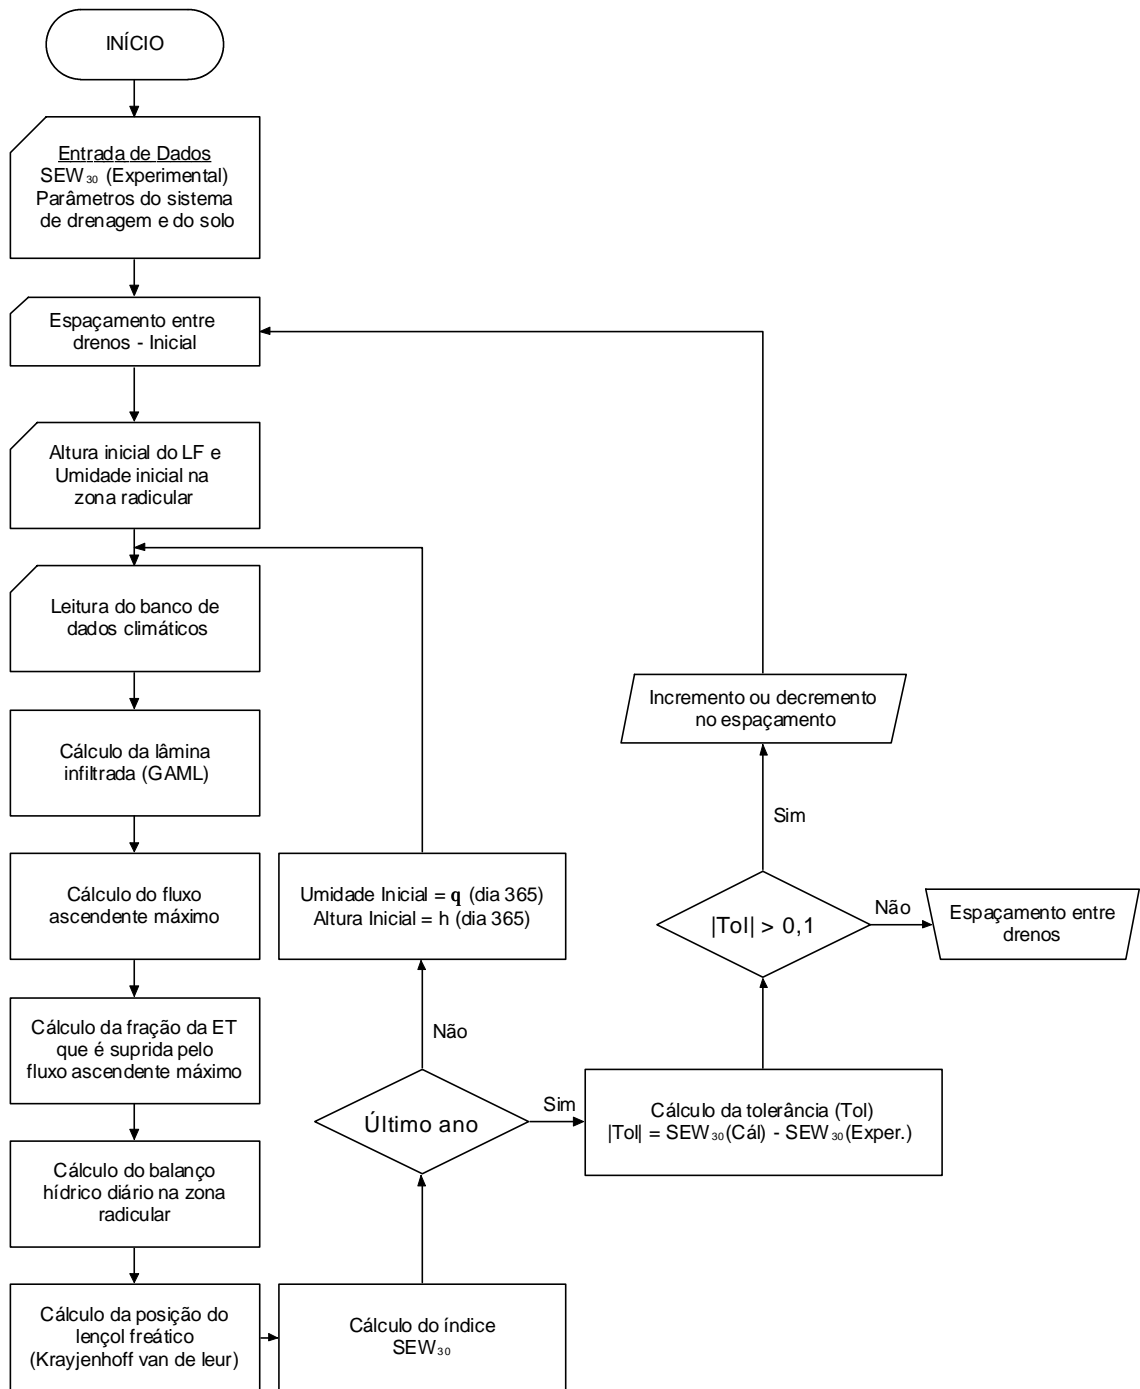 INÍCIO
Entrada de Dados
SEW₃₀ (Experimental)
Parâmetros do sistema
de drenagem e do solo
Espaçamento entre
drenos - Inicial
Altura inicial do LF e
Umidade inicial na
zona radicular
Leitura do banco de
dados climáticos
Cálculo da lâmina
infiltrada (GAML)
Cálculo do fluxo
ascendente máximo
Cálculo da fração da ET
que é suprida pelo
fluxo ascendente máximo
Cálculo do balanço
hídrico diário na zona
radicular
Cálculo da posição do
lençol freático
(Krayjenhoff van de leur)
Cálculo do índice
SEW₃₀
Último ano
Não
Umidade Inicial = q (dia 365)
Altura Inicial = h (dia 365)
Sim
Cálculo da tolerância (Tol)
|Tol| = SEW₃₀(Cál) - SEW₃₀(Exper.)
|Tol| > 0,1
Sim
Incremento ou decremento
no espaçamento
Não
Espaçamento entre
drenos